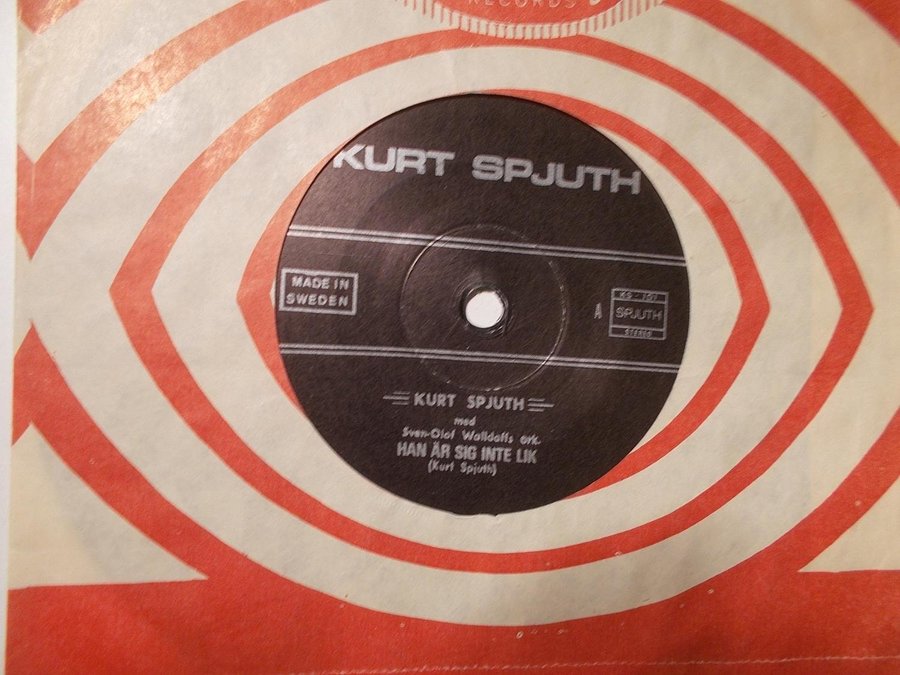 RECORDS
KURT SPJUTH
MADE IN
SWEDEN
A
SPJUTH
STEREO
KURT SPJUTH
med
Sven-Olof Walldoffs ork.
HAN ÄR SIG INTE LIK
(Kurt Spjuth)